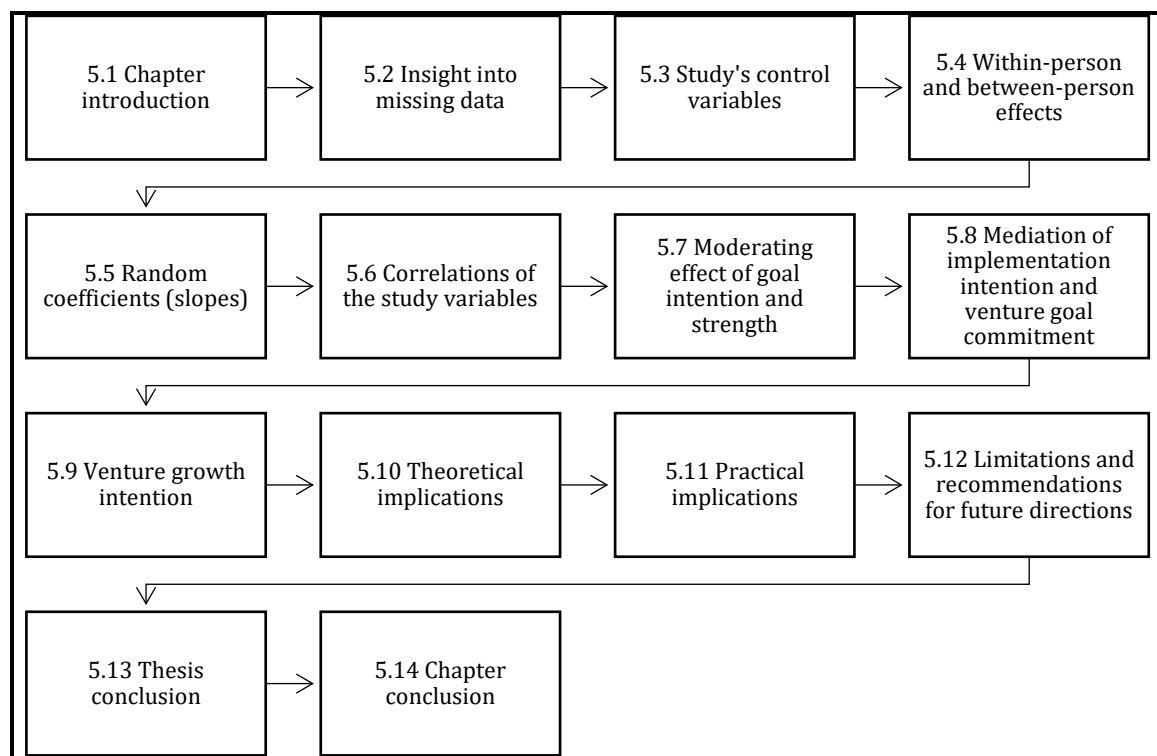 5.1 Chapter
introduction
5.2 Insight into
missing data
5.3 Study's control
variables
5.4 Within-person
and between-person
effects
5.5 Random
coefficients (slopes)
5.6 Correlations of
the study variables
5.7 Moderating
effect of goal
intention and
strength
5.8 Mediation of
implementation
intention and
venture goal
commitment
5.9 Venture growth
intention
5.10 Theoretical
implications
5.11 Practical
implications
5.12 Limitations and
recommendations
for future directions
5.13 Thesis
conclusion
5.14 Chapter
conclusion